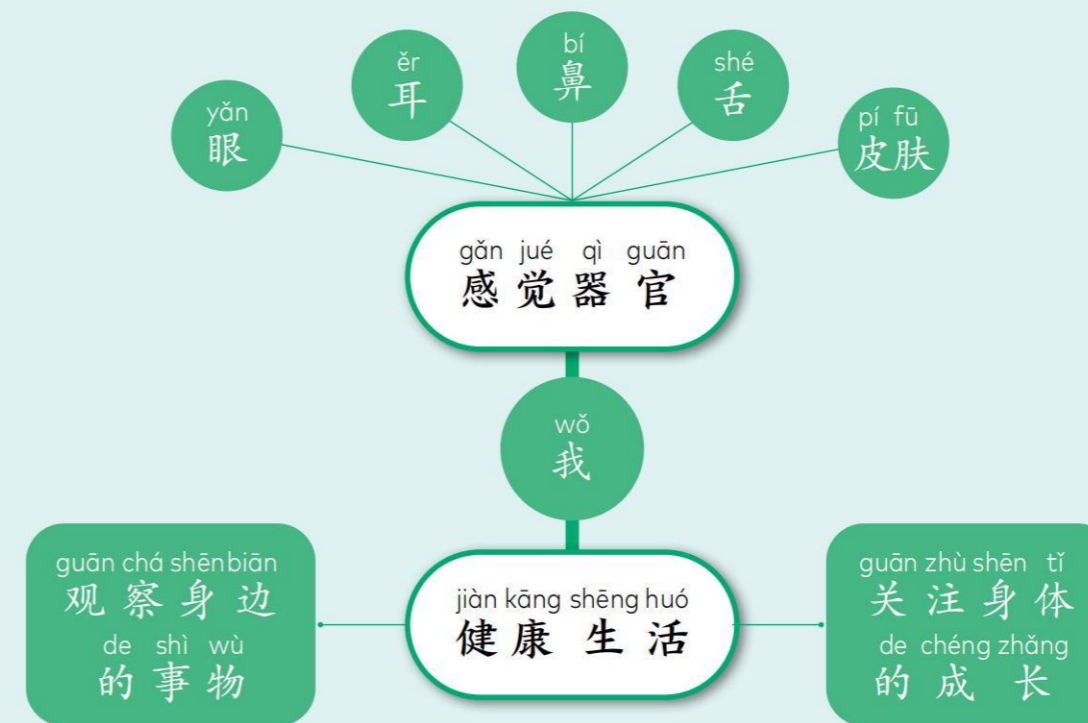 yǎn
眼
ěr
耳
bí
鼻
shé
舌
pí fū
皮肤
gǎn jué qì guān
感觉器官
wǒ
我
guān chá shēnbiān
观察身边
de shì wù
的事物
jiàn kāng shēng huó
健康生活
guān zhù shēn tǐ
关注身体
de chéng zhǎng
的成长